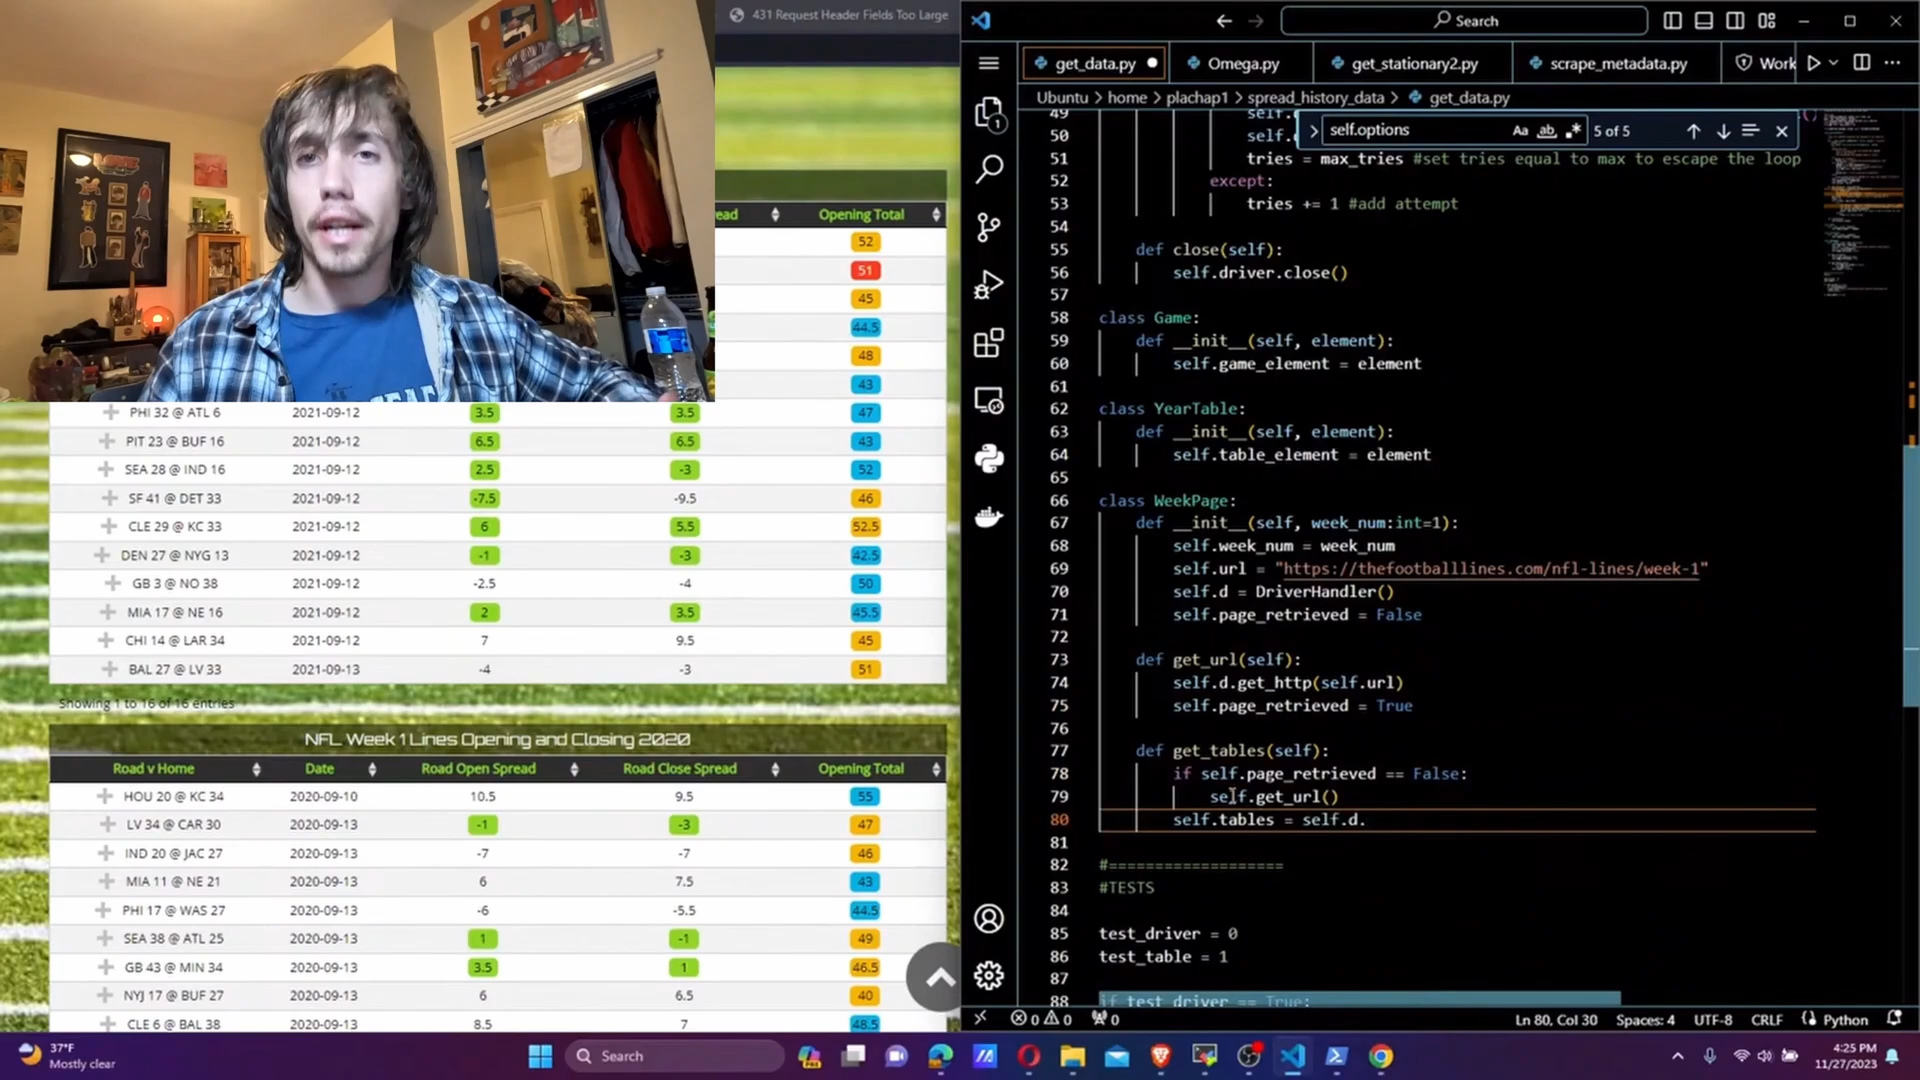 431 Request Header Fields Too Large
ead Opening Total
52
51
45
44.5
48
43
PHI 32 @ ATL 6 2021-09-12 3.5 3.5 47
PIT 23 @ BUF 16 2021-09-12 6.5 6.5 43
SEA 28 @ IND 16 2021-09-12 2.5 -3 52
SF 41 @ DET 33 2021-09-12 -7.5 -9.5 46
CLE 29 @ KC 33 2021-09-12 6 5.5 52.5
DEN 27 @ NYG 13 2021-09-12 -1 -3 42.5
GB 3 @ NO 38 2021-09-12 -2.5 -4 50
MIA 17 @ NE 16 2021-09-12 2 3.5 45.5
CHI 14 @ LAR 34 2021-09-12 7 9.5 45
BAL 27 @ LV 33 2021-09-13 -4 -3 51
Showing 1 to 16 of 16 entries
NFL Week 1 Lines Opening and Closing 2020
Road v Home Date Road Open Spread Road Close Spread Opening Total
HOU 20 @ KC 34 2020-09-10 10.5 9.5 55
LV 34 @ CAR 30 2020-09-13 -1 -3 47
IND 20 @ JAC 27 2020-09-13 -7 -7 46
MIA 11 @ NE 21 2020-09-13 6 7.5 43
PHI 17 @ WAS 27 2020-09-13 -6 -5.5 44.5
SEA 38 @ ATL 25 2020-09-13 1 -1 49
GB 43 @ MIN 34 2020-09-13 3.5 1 46.5
NYJ 17 @ BUF 27 2020-09-13 6 6.5 40
CLE 6 @ BAL 38 2020-09-13 8.5 7 48.5
Search
get_data.py Omega.py get_stationary2.py scrape_metadata.py Work
Ubuntu > home > plachap1 > spread_history_data > get_data.py
self.options Aa ab 5 of 5
49 self.
50 self.
51 tries = max_tries #set tries equal to max to escape the loop
52 except:
53 tries += 1 #add attempt
54
55 def close(self):
56 self.driver.close()
57
58 class Game:
59 def __init__(self, element):
60 self.game_element = element
61
62 class YearTable:
63 def __init__(self, element):
64 self.table_element = element
65
66 class WeekPage:
67 def __init__(self, week_num:int=1):
68 self.week_num = week_num
69 self.url = "https://thefootballlines.com/nfl-lines/week-1"
70 self.d = DriverHandler()
71 self.page_retrieved = False
72
73 def get_url(self):
74 self.d.get_http(self.url)
75 self.page_retrieved = True
76
77 def get_tables(self):
78 if self.page_retrieved == False:
79 self.get_url()
80 self.tables = self.d.
81
82 #===================
83 #TESTS
84
85 test_driver = 0
86 test_table = 1
87
88 if test_driver == True:
0 0 0 Ln 80, Col 30 Spaces: 4 UTF-8 CRLF Python
37°F
Mostly clear
Search
4:25 PM
11/27/2023